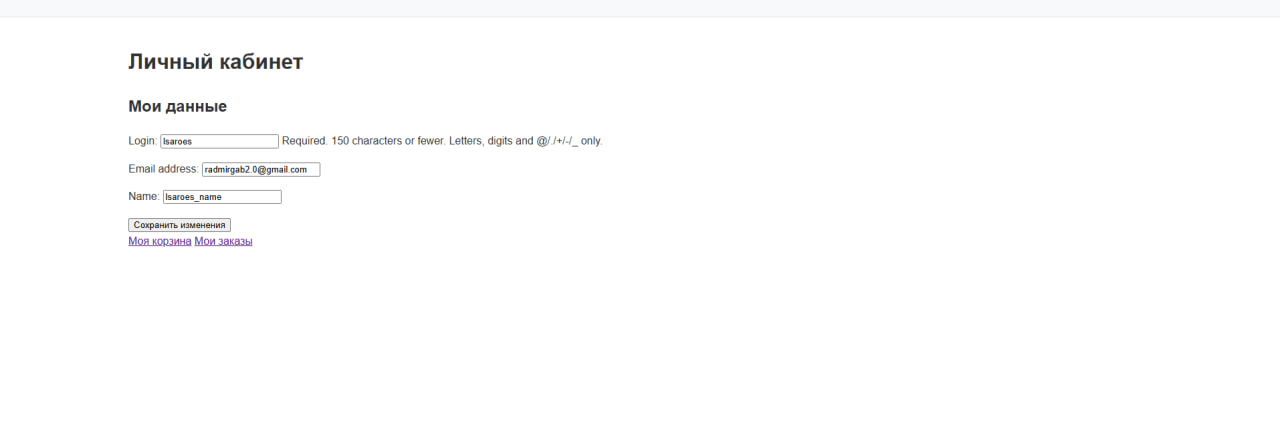 Личный кабинет
Мои данные
Login: lsaroes Required. 150 characters or fewer. Letters, digits and @/./+/-/_ only.
Email address: radmirgab2.0@gmail.com
Name: lsaroes_name
Сохранить изменения
Моя корзина Мои заказы